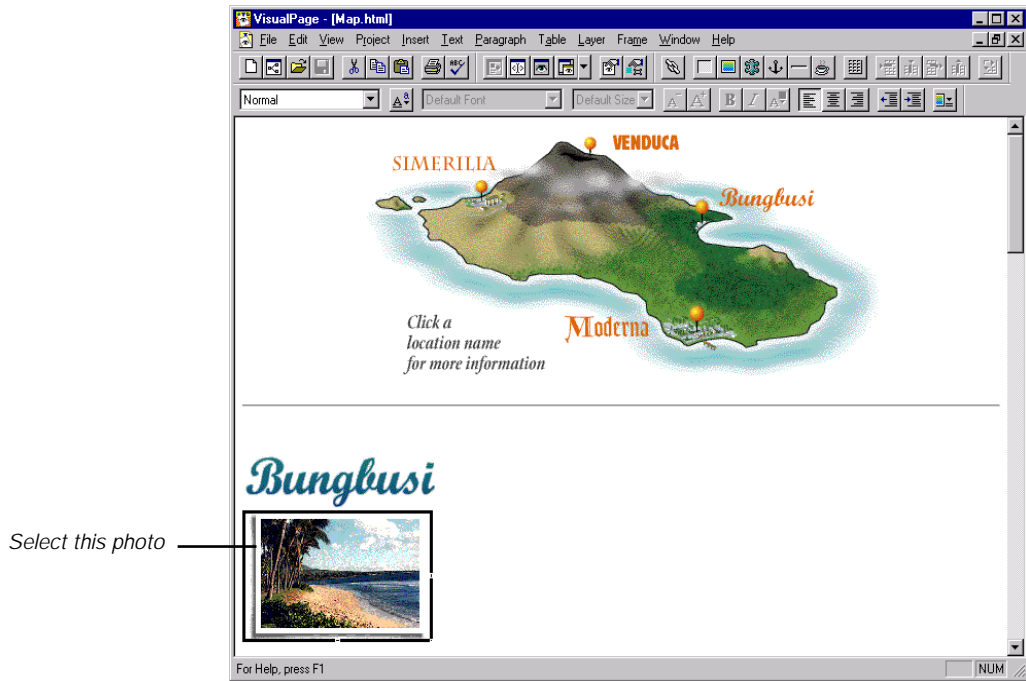 VisualPage - [Map.html]
File Edit View Project Insert Text Paragraph Table Layer Frame Window Help
ABC
Normal Default Font Default Size A A B I A
VENDUCA
SIMERILIA
Bungbusi
Moderna
Click a
location name
for more information
Bungbusi
Select this photo
For Help, press F1 NUM